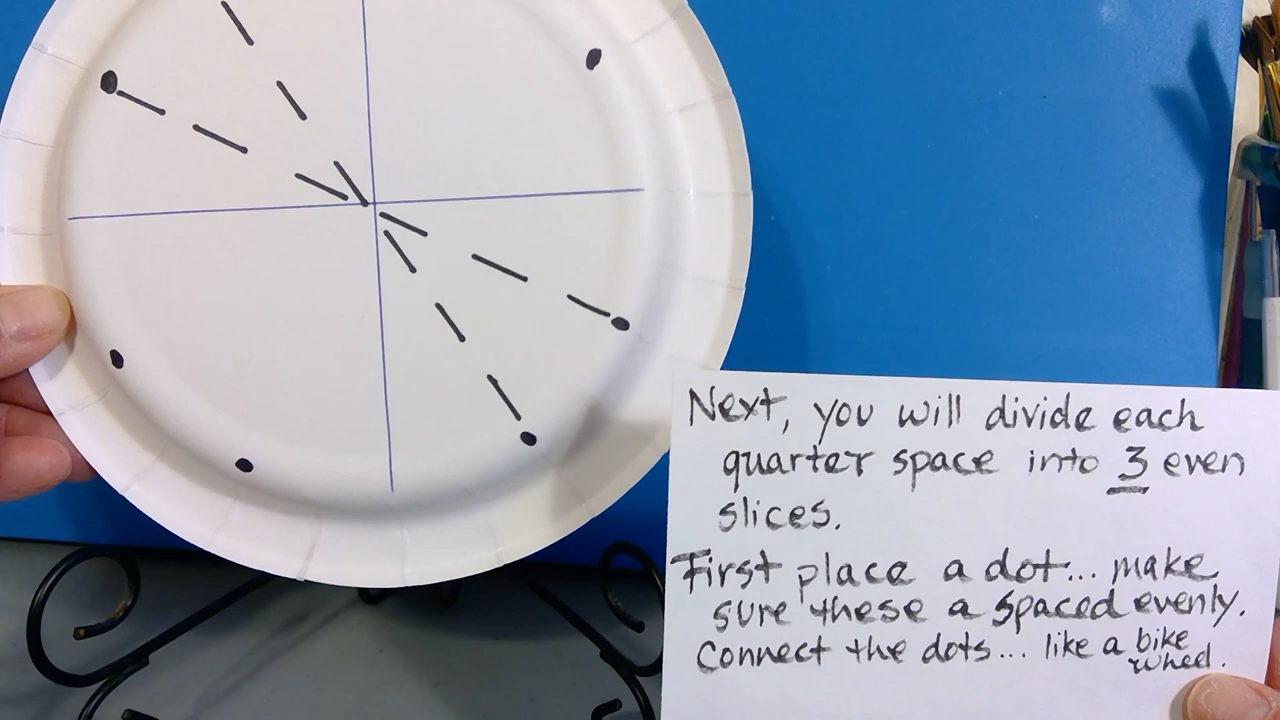 Next, you will divide each
quarter space into 3 even
slices.
First place a dot... make
sure these a spaced evenly.
Connect the dots... like a bike
wheel.